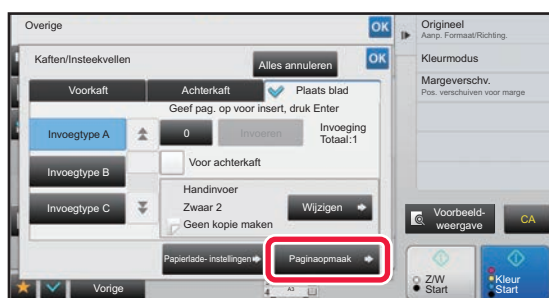 Overige
OK
Kaften/Insteekvellen
Alles annuleren
OK
Voorkaft
Achterkaft
Plaats blad
Geef pag. op voor insert, druk Enter
Invoegtype A
0
Invoeren
Invoeging
Totaal:1
Voor achterkaft
Invoegtype B
Handinvoer
Zwaar 2
Geen kopie maken
Wijzigen
Invoegtype C
Papierlade- instellingen
Paginaopmaak
Vorige
A3
4
Origineel
Aanp. Formaat/Richting.
Kleurmodus
Margeverschv.
Pos. verschuiven voor marge
Voorbeeld-
weergave
CA
Z/W
Start
Kleur
Start